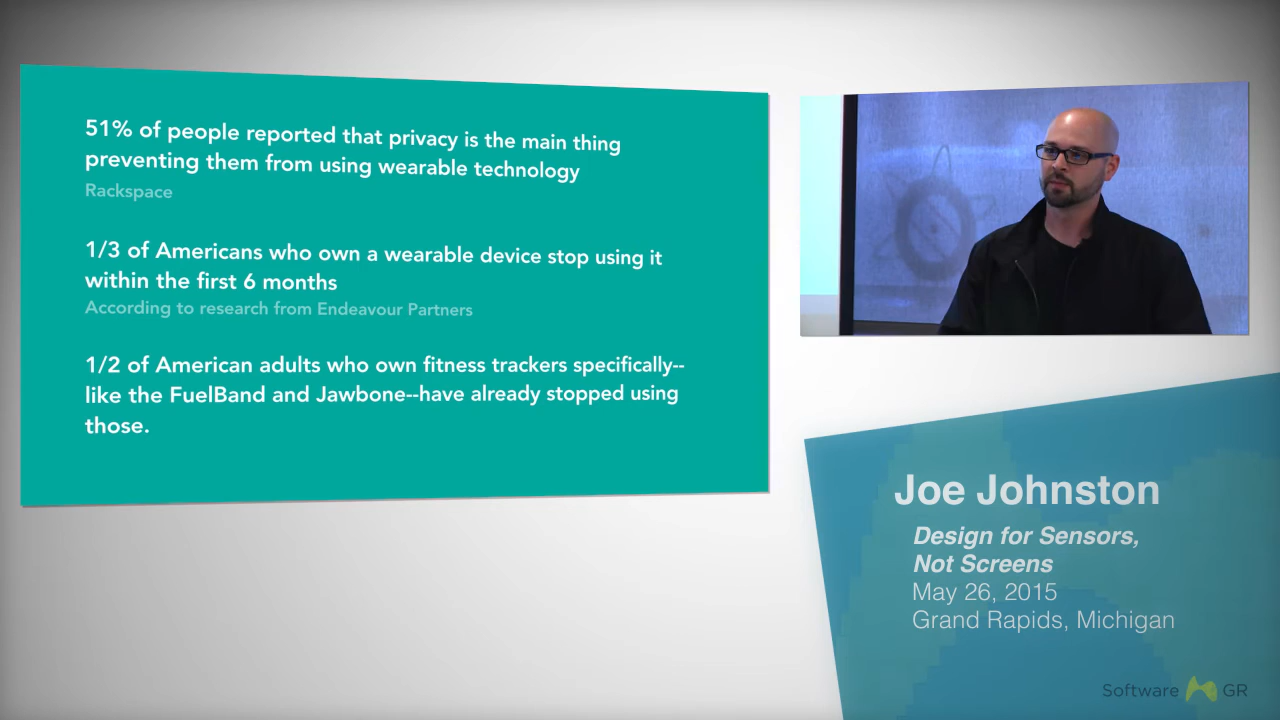 51% of people reported that privacy is the main thing
preventing them from using wearable technology
Rackspace
1/3 of Americans who own a wearable device stop using it
within the first 6 months
According to research from Endeavour Partners
1/2 of American adults who own fitness trackers specifically--
like the FuelBand and Jawbone--have already stopped using
those.
Joe Johnston
Design for Sensors,
Not Screens
May 26, 2015
Grand Rapids, Michigan
Software GR